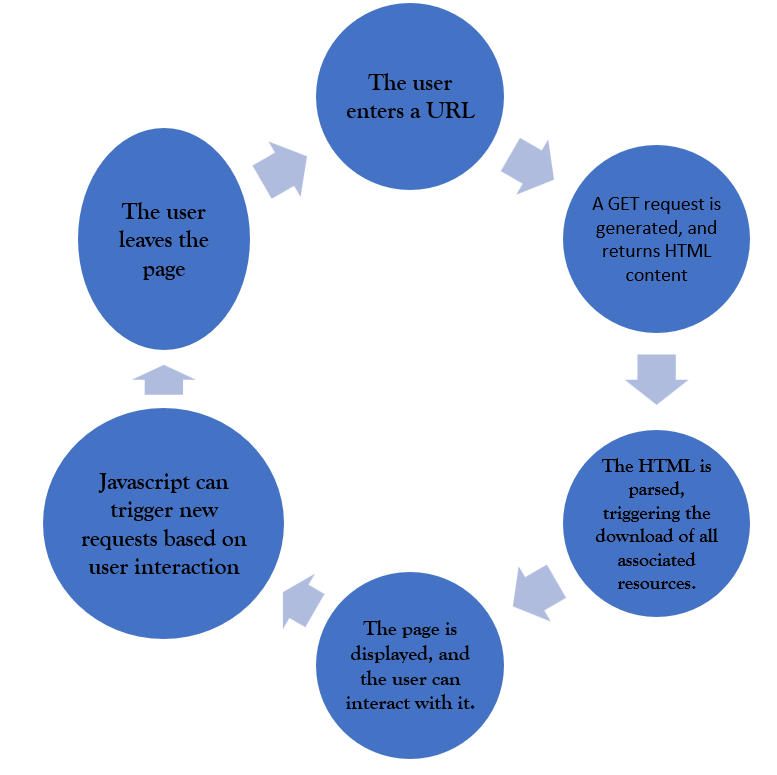 The user
enters a URL
A GET request is
generated, and
returns HTML
content
The HTML is
parsed,
triggering the
download of all
associated
resources.
The page is
displayed, and
the user can
interact with it.
Javascript can
trigger new
requests based on
user interaction
The user
leaves the
page